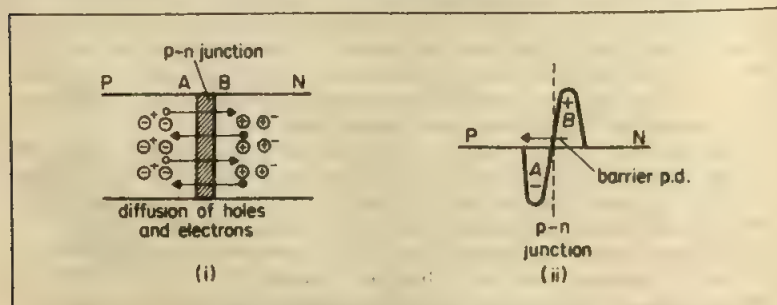 p-n junction
P A B N
diffusion of holes
and electrons
(i)
P N
A
B
barrier p.d.
p-n
junction
(ii)